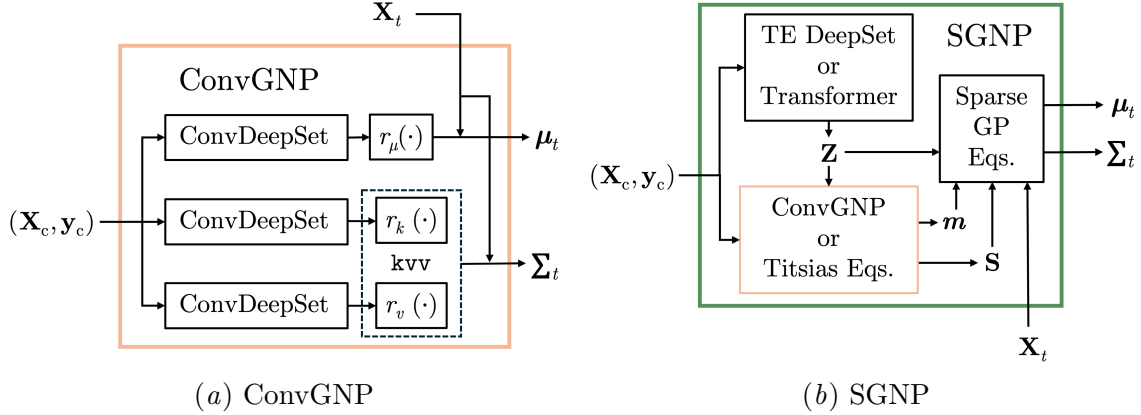 X_t
ConvGNP
ConvDeepSet
r_μ(·)
μ_t
(X_c, y_c)
ConvDeepSet
r_k (·)
kvv
Σ_t
ConvDeepSet
r_v (·)
(a) ConvGNP
TE DeepSet
or
Transformer
SGNP
Z
Sparse
GP
Eqs.
μ_t
Σ_t
(X_c, y_c)
ConvGNP
or
Titsias Eqs.
m
S
X_t
(b) SGNP